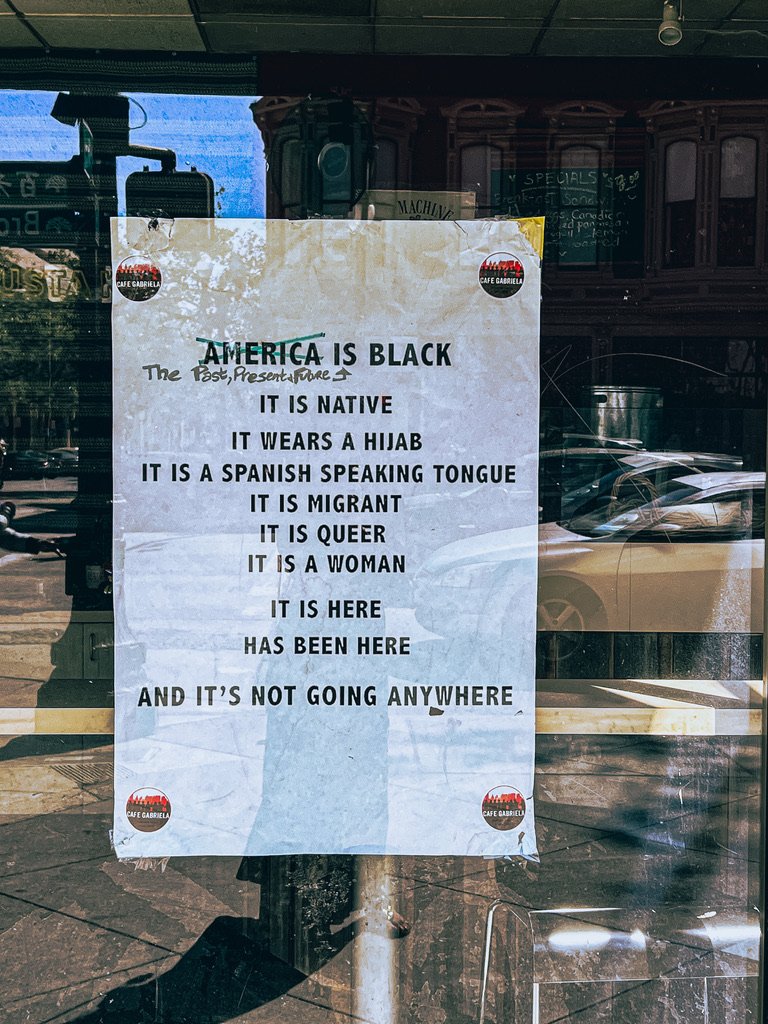 MACHINE
SPECIALS
CAFE GABRIELA
CAFE GABRIELA
AMERICA IS BLACK
The Past, Present & Future
IT IS NATIVE
IT WEARS A HIJAB
IT IS A SPANISH SPEAKING TONGUE
IT IS MIGRANT
IT IS QUEER
IT IS A WOMAN
IT IS HERE
HAS BEEN HERE
AND IT'S NOT GOING ANYWHERE
CAFE GABRIELA
CAFE GABRIELA